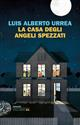 LUIS ALBERTO URREA
LA CASA DEGLI
ANGELI SPEZZATI